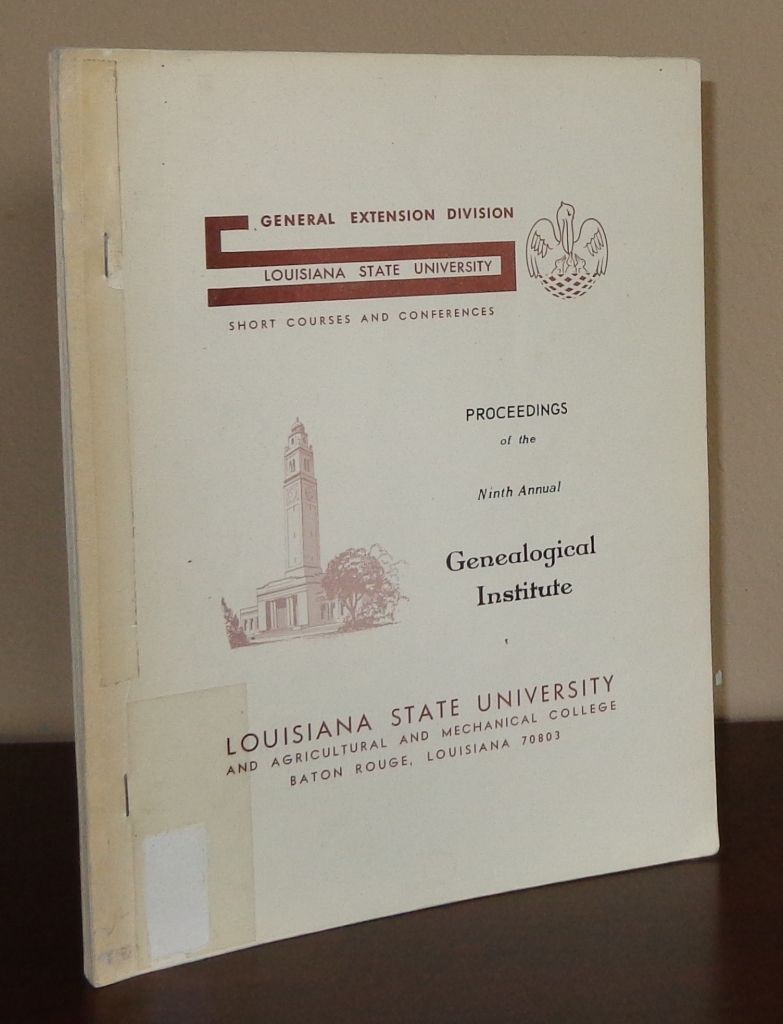 GENERAL EXTENSION DIVISION
LOUISIANA STATE UNIVERSITY
SHORT COURSES AND CONFERENCES
PROCEEDINGS
of the
Ninth Annual
Genealogical
Institute
LOUISIANA STATE UNIVERSITY
AND AGRICULTURAL AND MECHANICAL COLLEGE
BATON ROUGE, LOUISIANA 70803